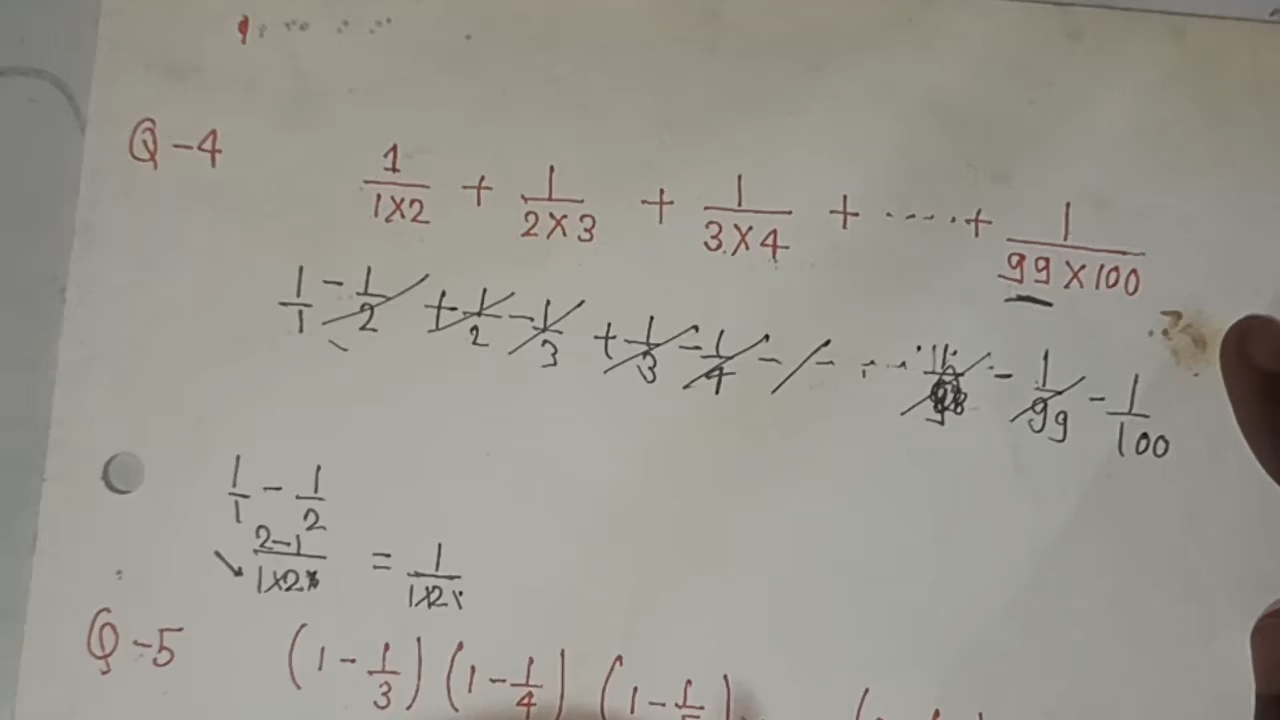 Q-4 1/(1×2) + 1/(2×3) + 1/(3×4) + ....+ 1/(99×100)
1/1 - 1/2 + 1/2 - 1/3 + 1/3 - 1/4 - / - ... - 1/99 - 1/100
1/1 - 1/2
(2-1)/(1×2) = 1/(1×2)
Q-5 (1-1/3) (1-1/4) (1-